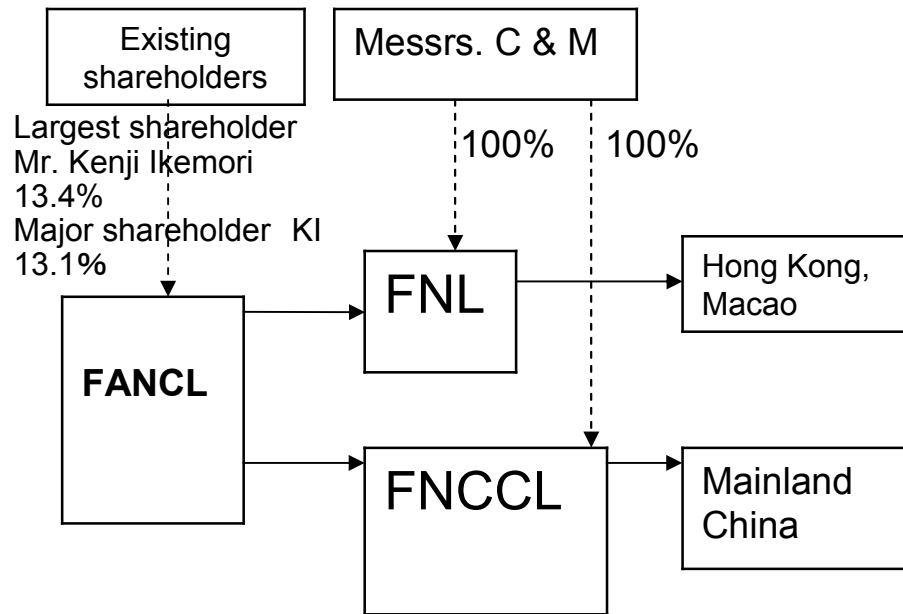 Existing
shareholders
Messrs. C & M
Largest shareholder
Mr. Kenji Ikemori
13.4%
Major shareholder KI
13.1%
100%
100%
FANCL
FNL
Hong Kong,
Macao
FNCCL
Mainland
China